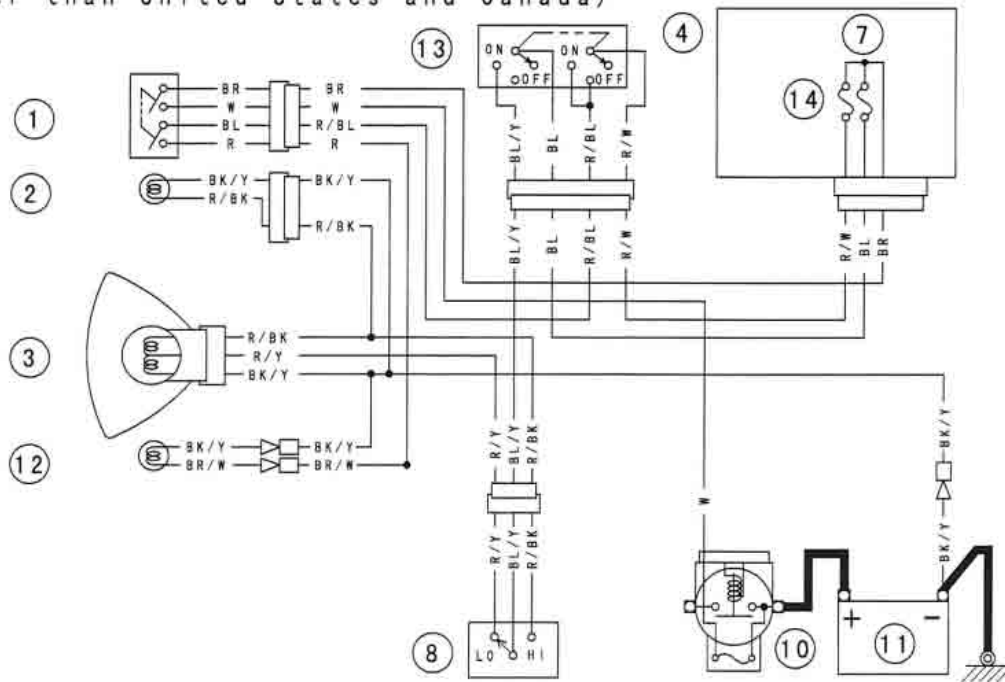 than United States and Canada)
13
4
7
14
ON
ON
OFF
OFF
1
BR
BR
W
W
BL
R/BL
R
R
BL/Y
BL
R/BL
R/W
2
BK/Y
BK/Y
R/BK
R/BK
BL/Y
BL
R/BL
R/W
R/W
BL
BR
3
R/BK
R/Y
BK/Y
12
BK/Y
BK/Y
BR/W
BR/W
R/Y
BL/Y
R/BK
BK/Y
W
R/Y
BL/Y
R/BK
BK/Y
8
LO
HI
10
+
−
11